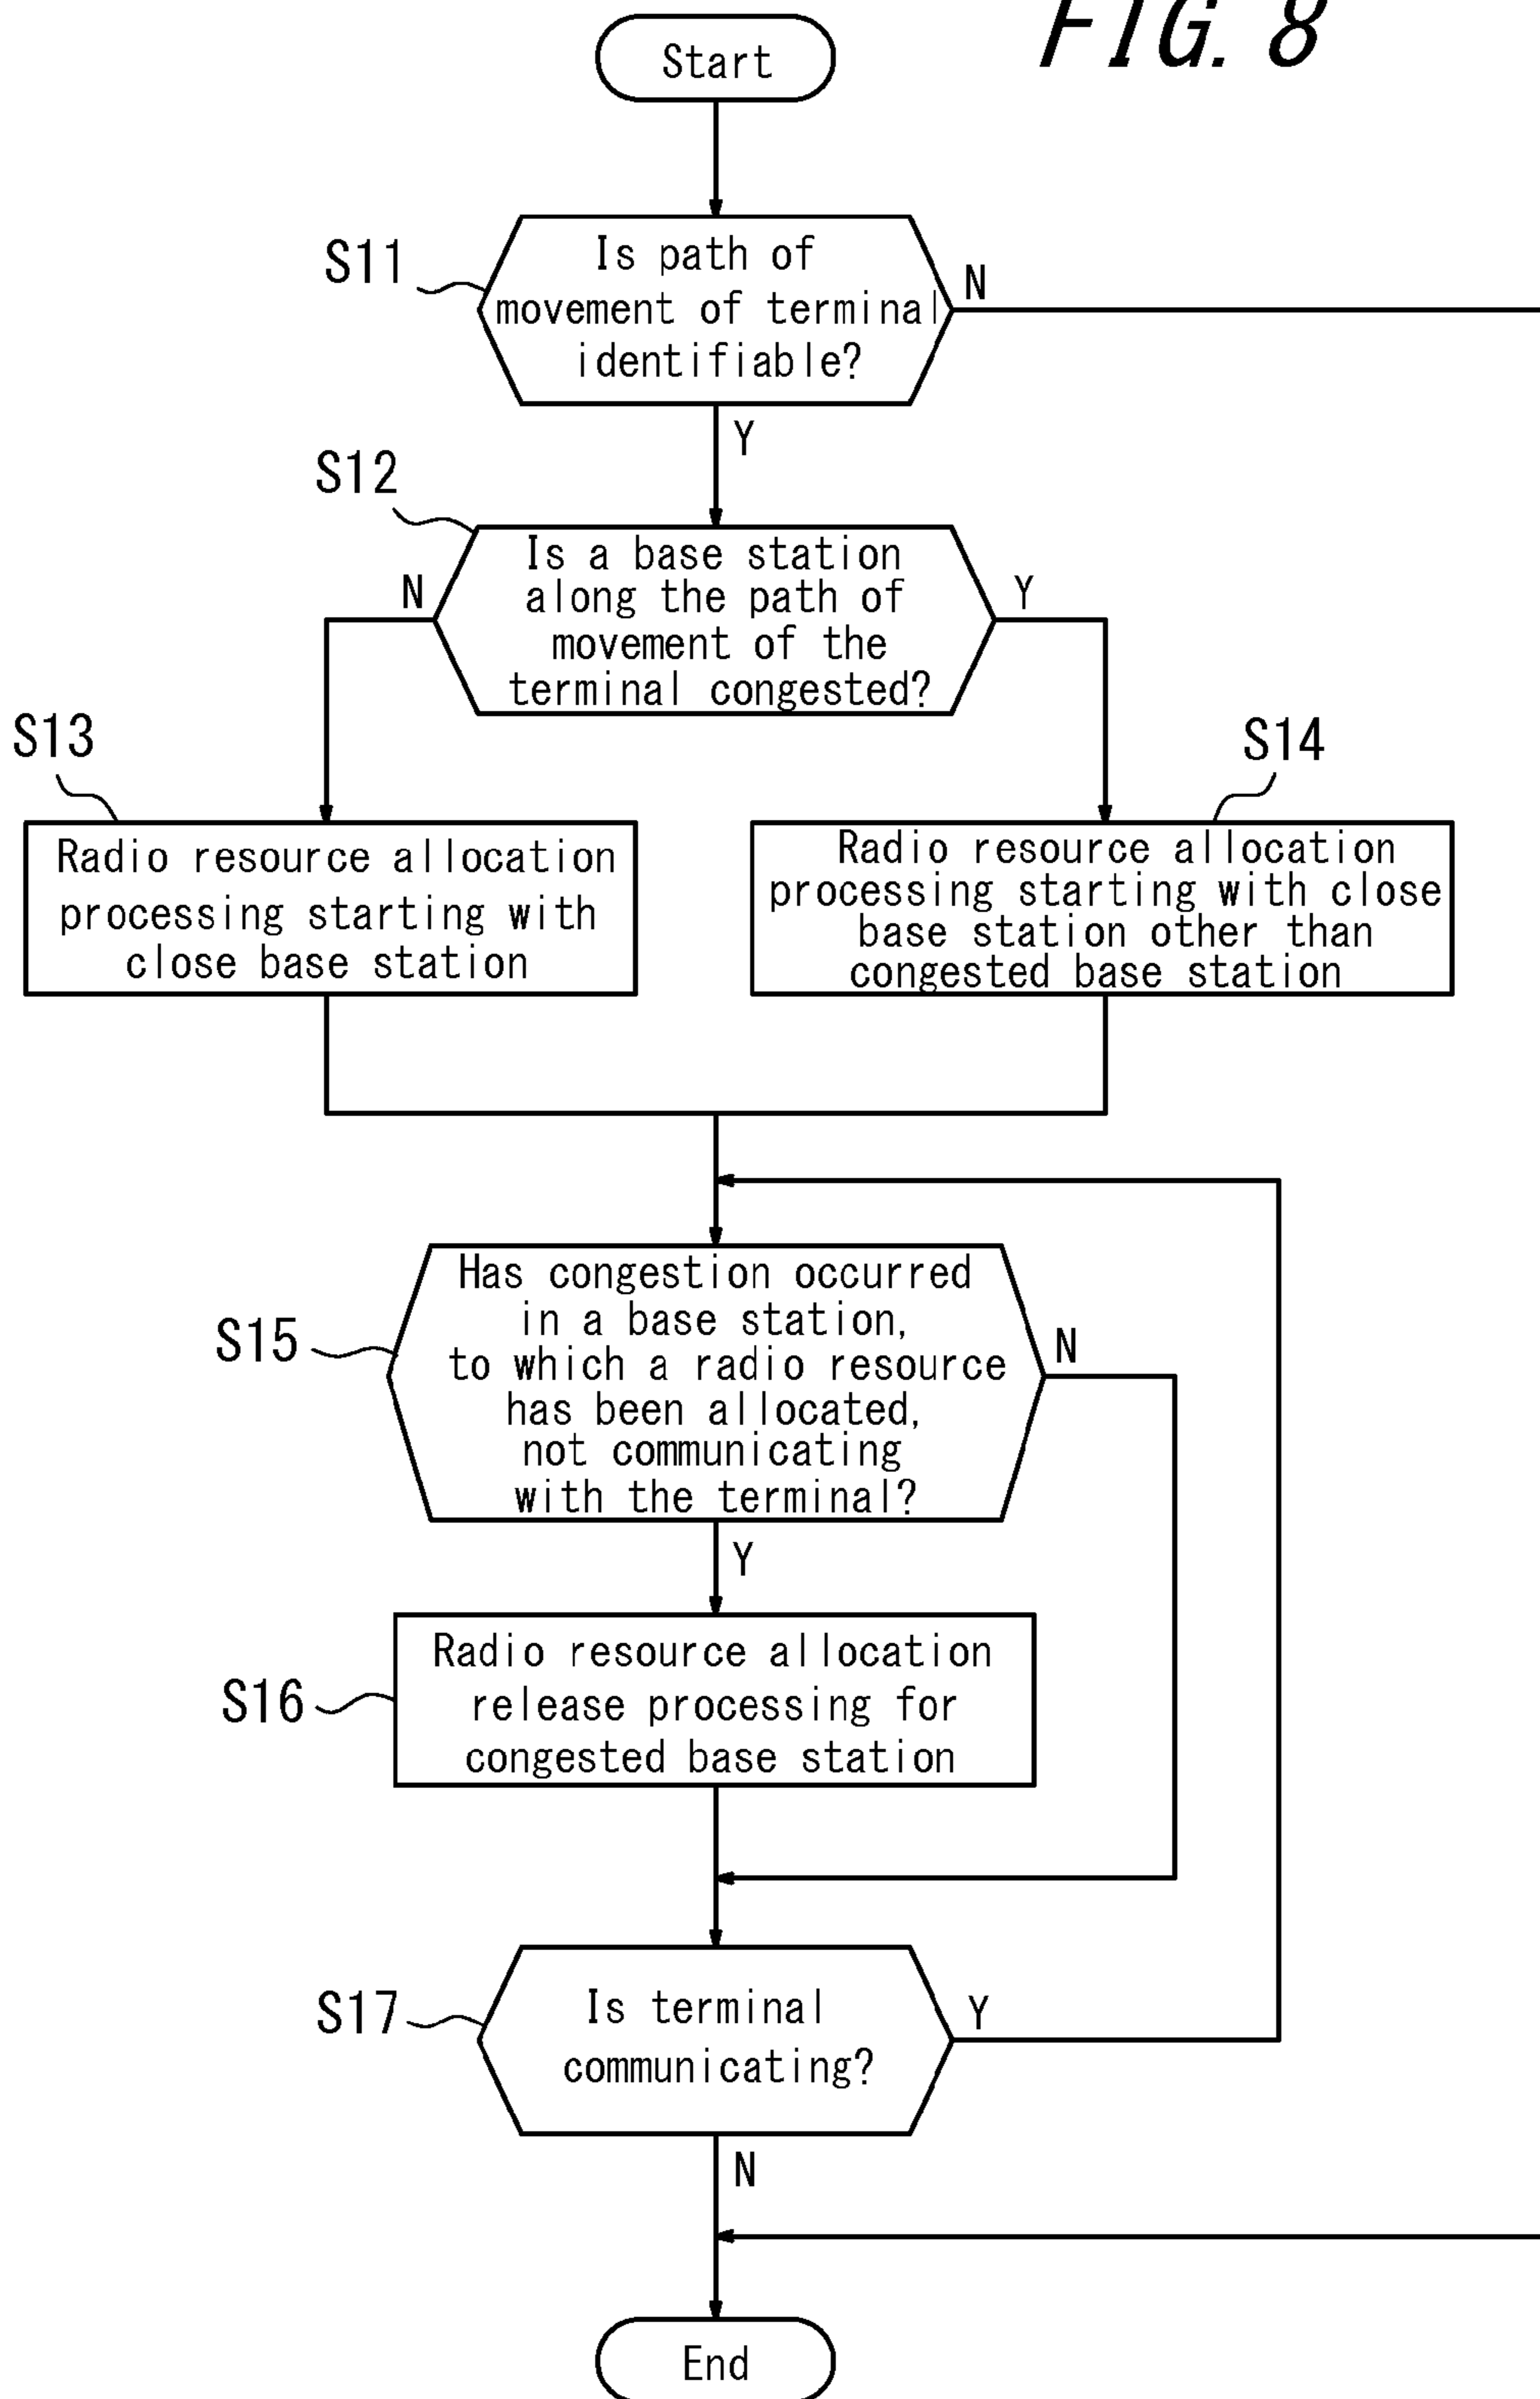 FIG. 8
Start
S11
Is path of
movement of terminal
identifiable?
N
Y
S12
Is a base station
along the path of
movement of the
terminal congested?
N
Y
S13
Radio resource allocation
processing starting with
close base station
S14
Radio resource allocation
processing starting with close
base station other than
congested base station
S15
Has congestion occurred
in a base station,
to which a radio resource
has been allocated,
not communicating
with the terminal?
N
Y
S16
Radio resource allocation
release processing for
congested base station
S17
Is terminal
communicating?
Y
N
End